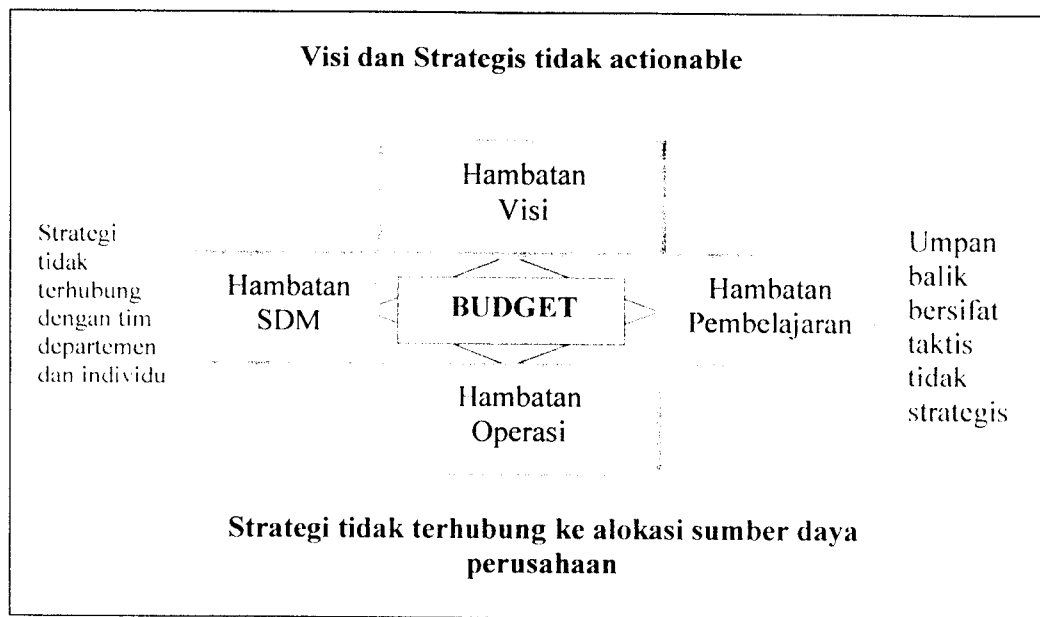 Visi dan Strategis tidak actionable
Hambatan
Visi
Strategi
tidak
terhubung
dengan tim
departemen
dan individu
Hambatan
SDM
BUDGET
Hambatan
Pembelajaran
Umpan
balik
bersifat
taktis
tidak
strategis
Hambatan
Operasi
Strategi tidak terhubung ke alokasi sumber daya
perusahaan